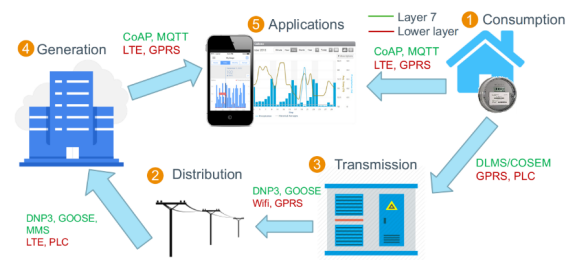 5 Applications
Layer 7
Lower layer
1 Consumption
4 Generation
CoAP, MQTT
LTE, GPRS
CoAP, MQTT
LTE, GPRS
3 Transmission
DLMS/COSEM
GPRS, PLC
2 Distribution
DNP3, GOOSE
Wifi, GPRS
DNP3, GOOSE,
MMS
LTE, PLC